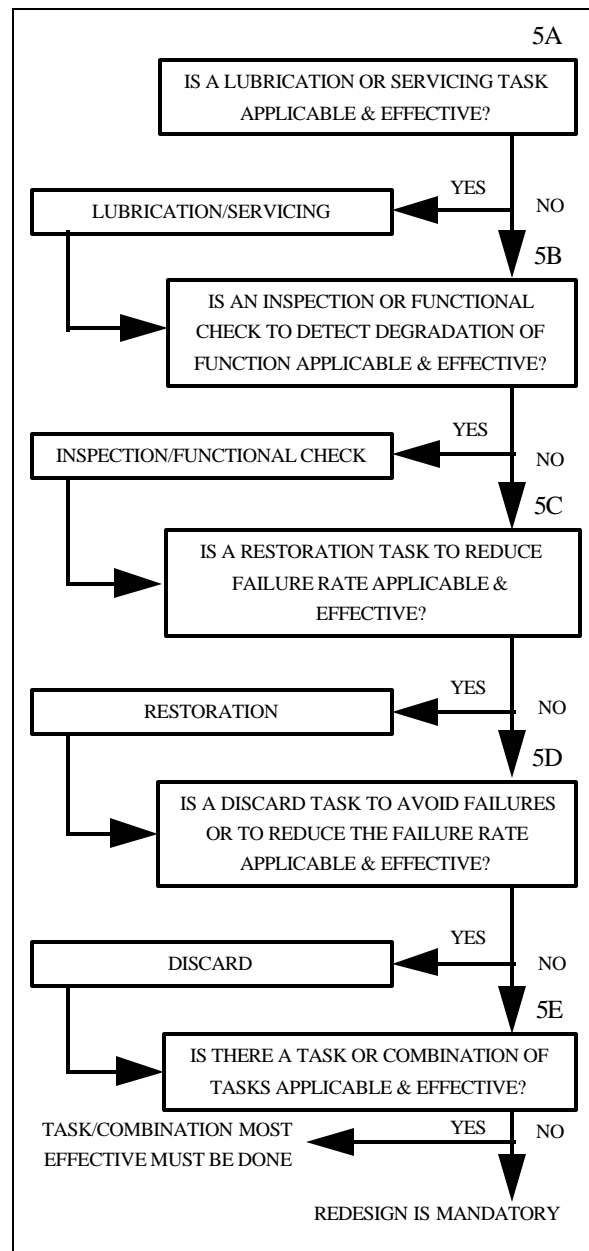 5A
IS A LUBRICATION OR SERVICING TASK
APPLICABLE & EFFECTIVE?
YES
NO
LUBRICATION/SERVICING
5B
IS AN INSPECTION OR FUNCTIONAL
CHECK TO DETECT DEGRADATION OF
FUNCTION APPLICABLE & EFFECTIVE?
YES
NO
INSPECTION/FUNCTIONAL CHECK
5C
IS A RESTORATION TASK TO REDUCE
FAILURE RATE APPLICABLE &
EFFECTIVE?
YES
NO
RESTORATION
5D
IS A DISCARD TASK TO AVOID FAILURES
OR TO REDUCE THE FAILURE RATE
APPLICABLE & EFFECTIVE?
YES
NO
DISCARD
5E
IS THERE A TASK OR COMBINATION OF
TASKS APPLICABLE & EFFECTIVE?
YES
NO
TASK/COMBINATION MOST
EFFECTIVE MUST BE DONE
REDESIGN IS MANDATORY